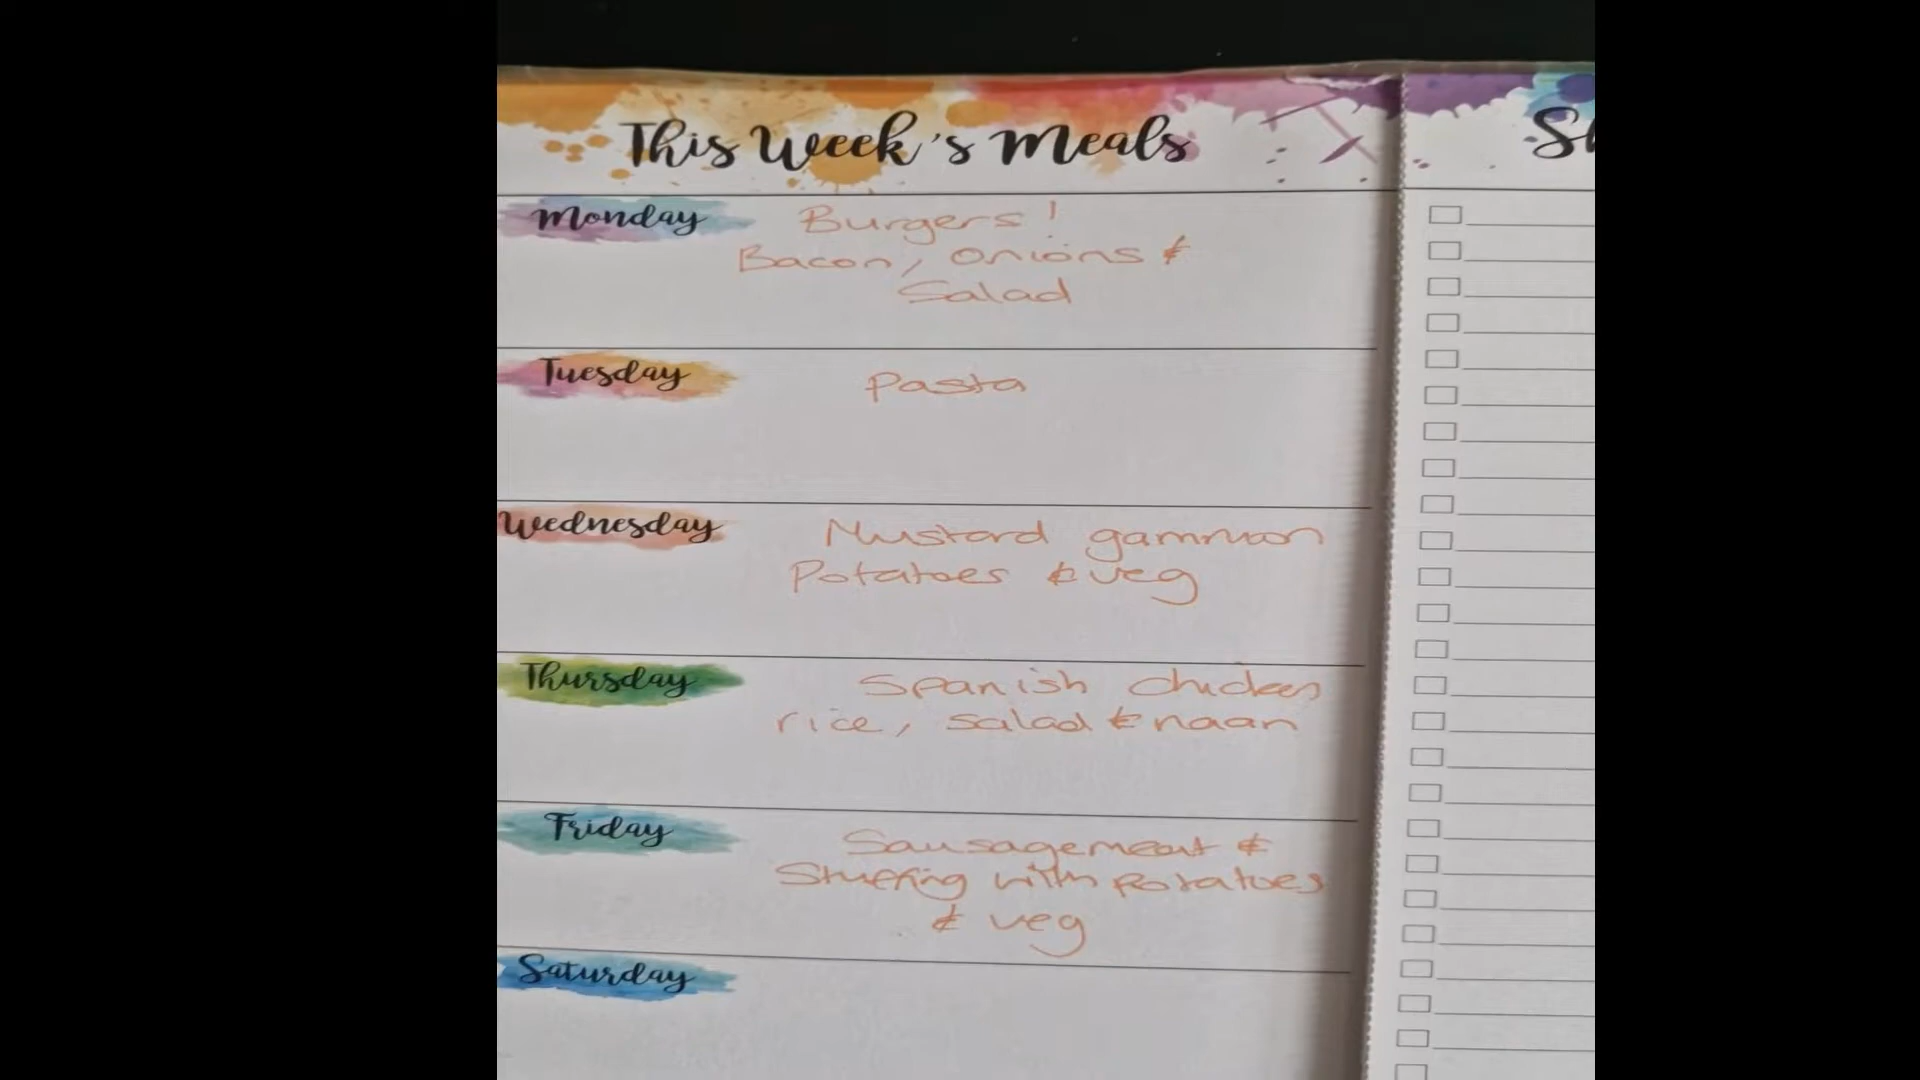 This Week's Meals
Monday
Burgers!
Bacon, onions &
Salad
Tuesday
Pasta
Wednesday
Mustard gammon
Potatoes & veg
Thursday
Spanish chicken
rice, salad & naan
Friday
Sausagemeat &
Stuffing with potatoes
& veg
Saturday